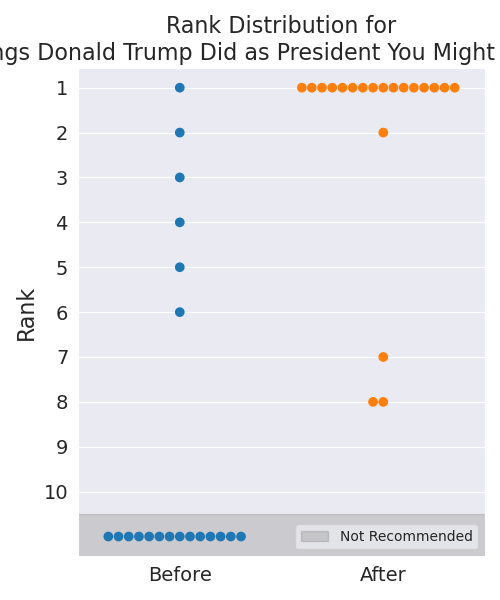 Rank Distribution for
ngs Donald Trump Did as President You Might
1
2
3
4
5
6
7
8
9
10
Rank
Not Recommended
Before After